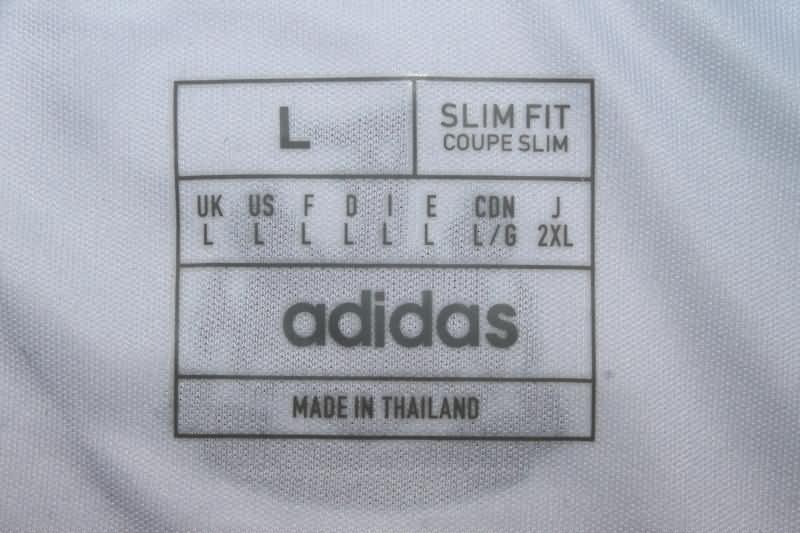 L
SLIM FIT
COUPE SLIM
UK US F D I E CDN J
L L L L L L L/G 2XL
adidas
MADE IN THAILAND